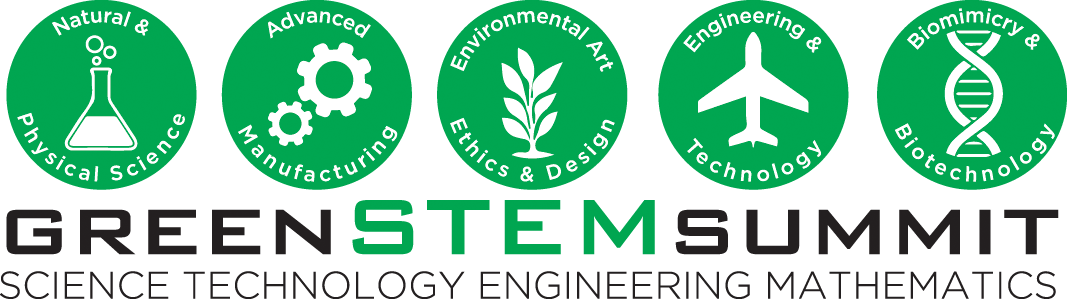 Natural &
Physical Science
Advanced
Manufacturing
Environmental Art
Ethics & Design
Engineering &
Technology
Biomimicry &
Biotechnology
GREENSTEMSUMMIT
SCIENCE TECHNOLOGY ENGINEERING MATHEMATICS